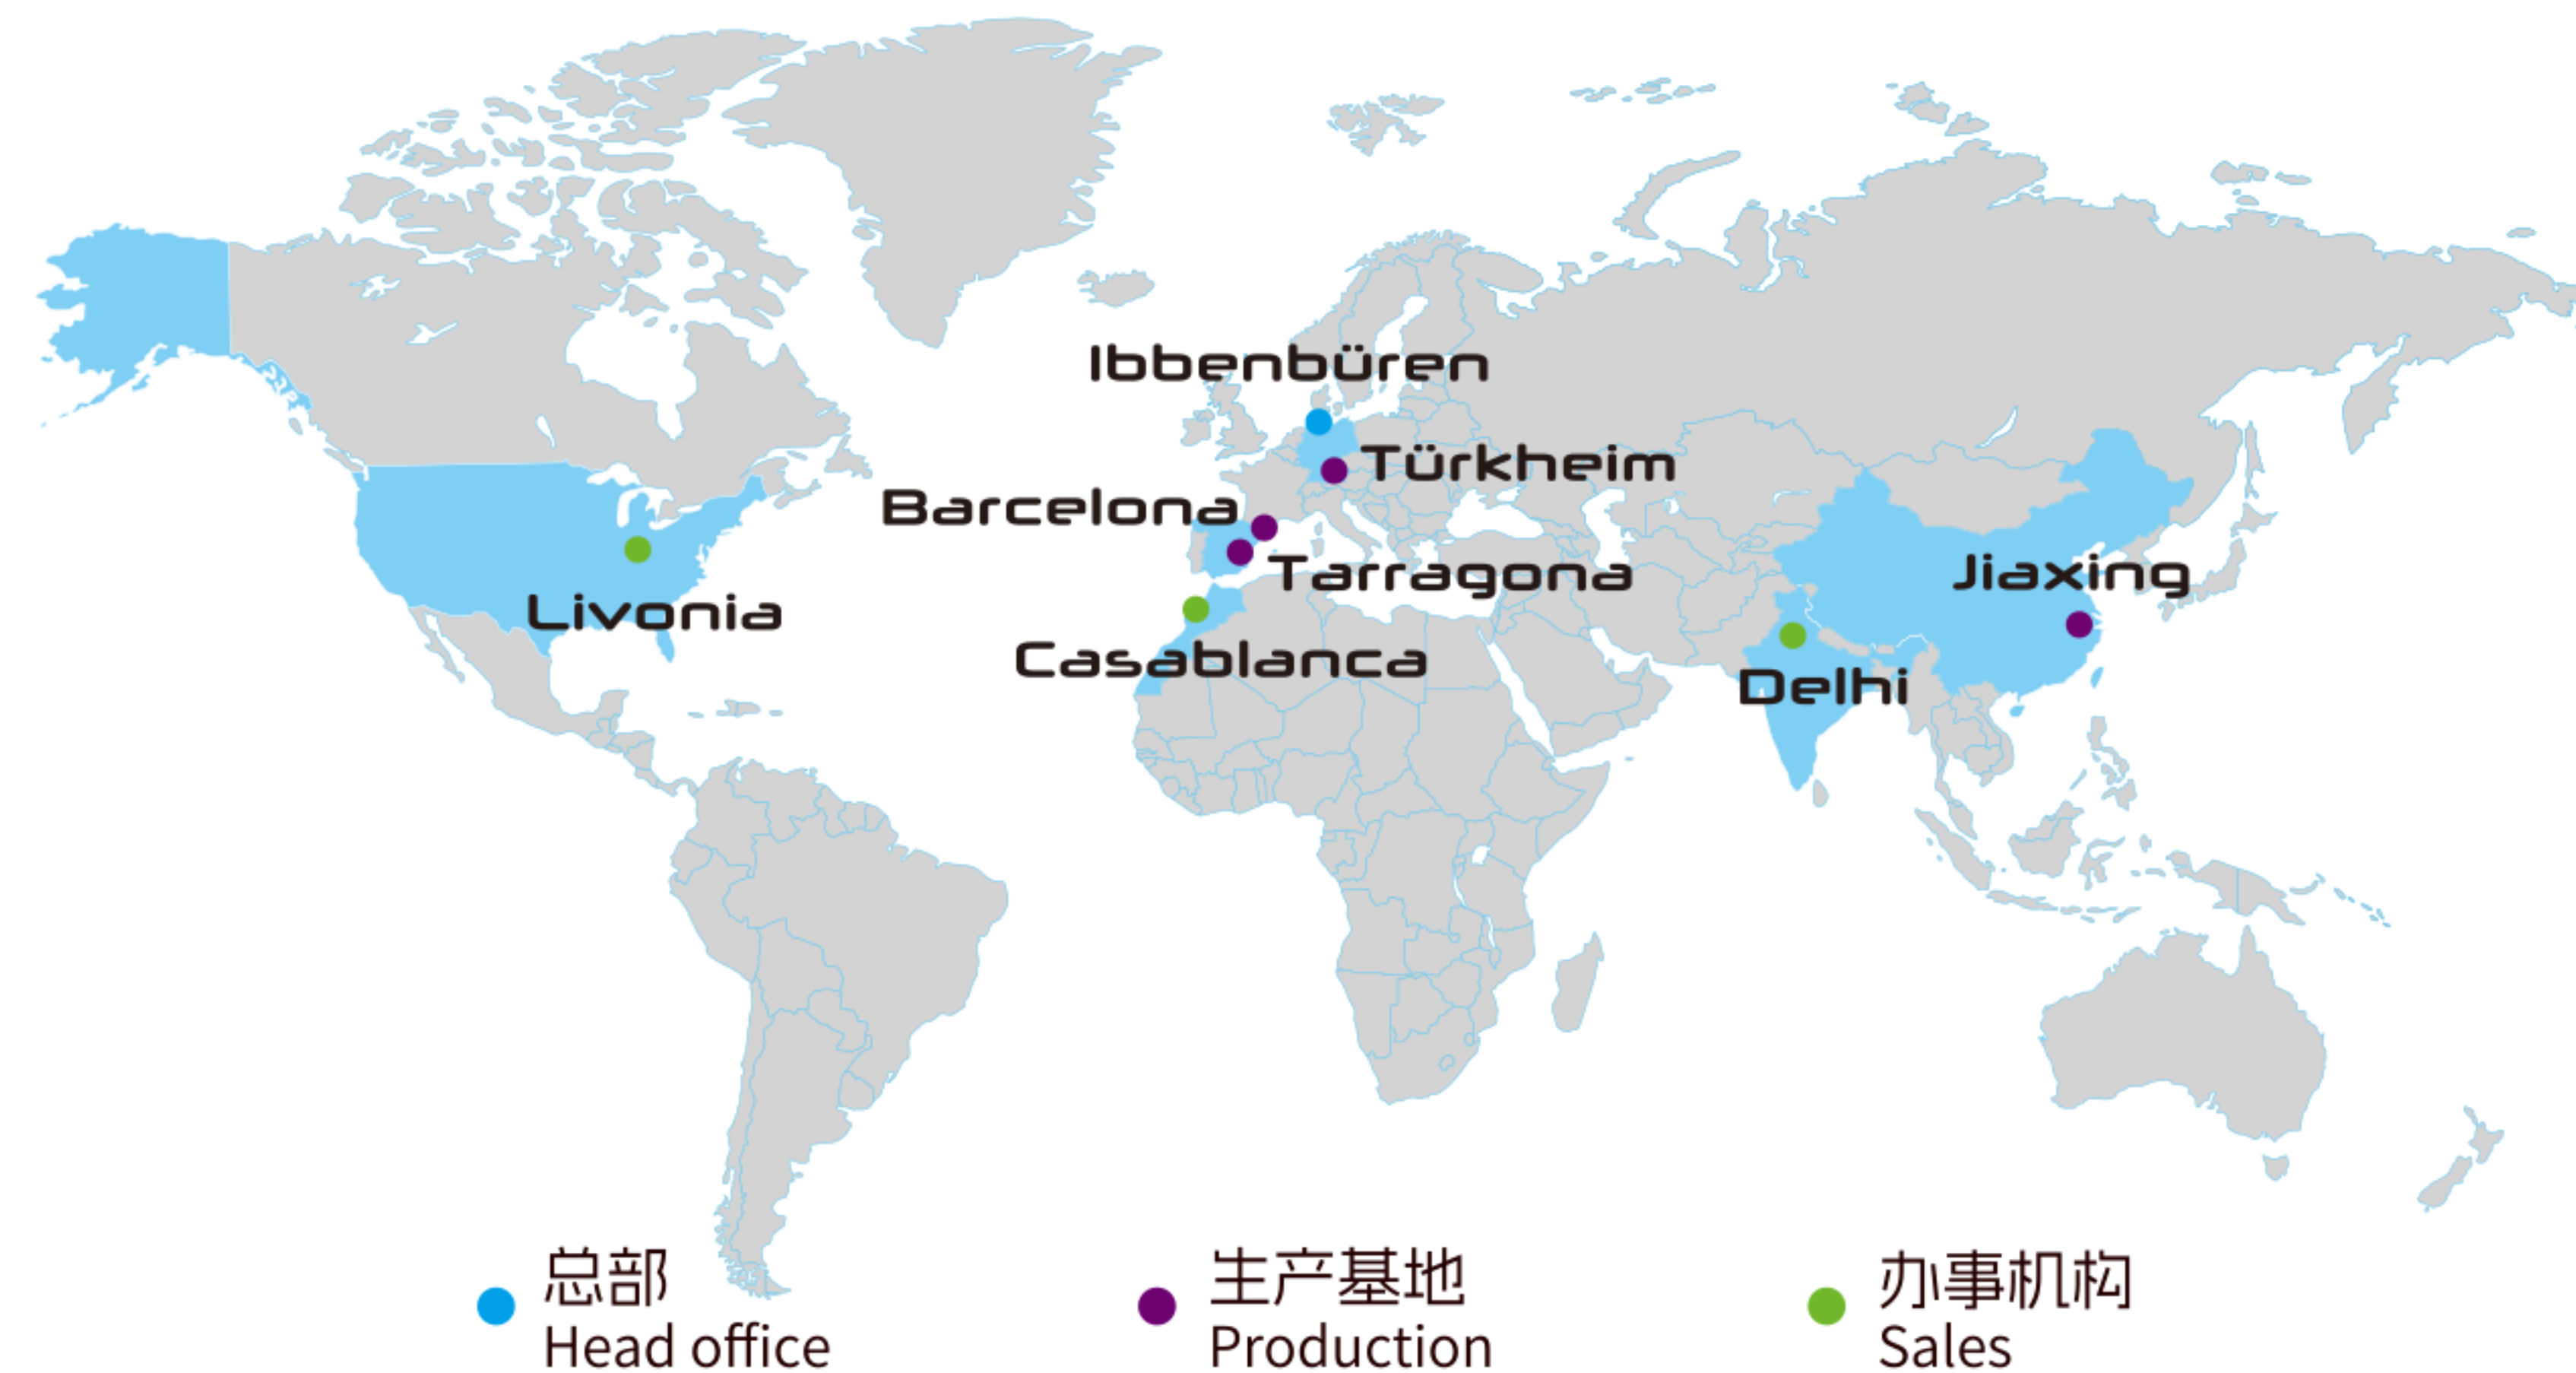 Ibbenbüren
Türkheim
Barcelona
Tarragona
Jiaxing
Livonia
Casablanca
Delhi
总部
Head office
生产基地
Production
办事机构
Sales